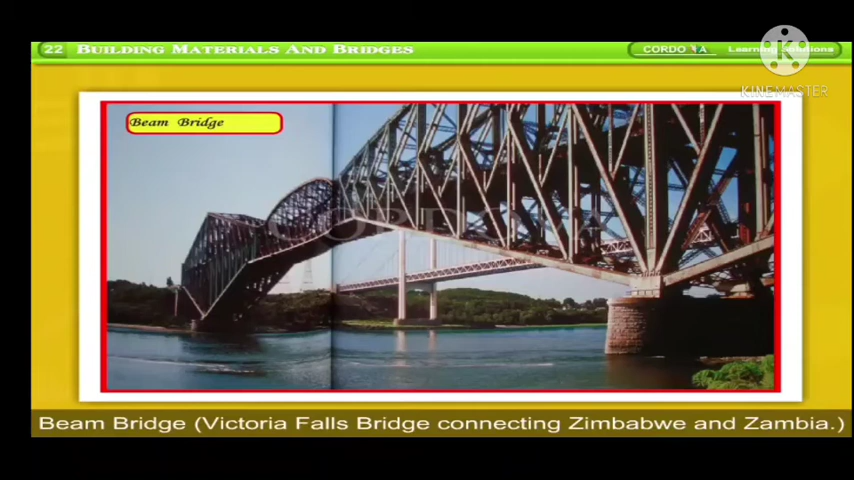 22 Building Materials And Bridges
CORDOVA Learning Solutions
KINEMASTER
Beam Bridge
CORDOVA
Beam Bridge (Victoria Falls Bridge connecting Zimbabwe and Zambia.)